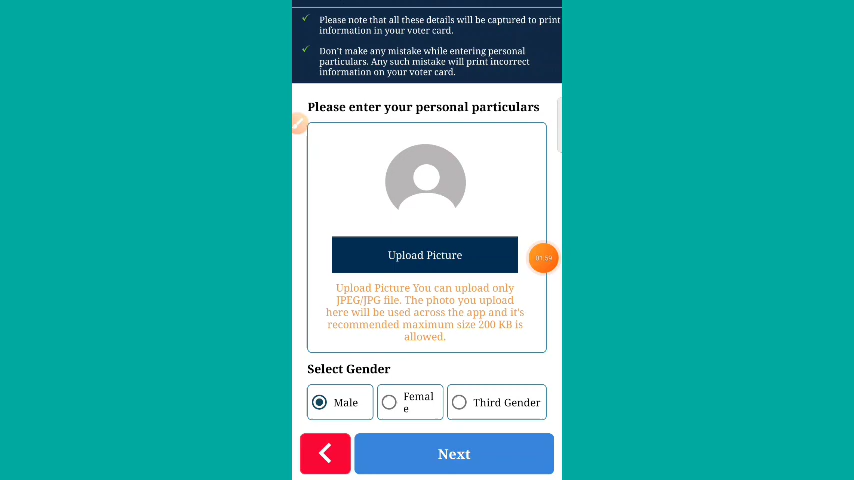 Please note that all these details will be captured to print
information in your voter card.
Don't make any mistake while entering personal
particulars. Any such mistake will print incorrect
information on your voter card.
Please enter your personal particulars
Upload Picture
Upload Picture You can upload only
JPEG/JPG file. The photo you upload
here will be used across the app and it's
recommended maximum size 200 KB is
allowed.
Select Gender
Male
Femal
e
Third Gender
Next